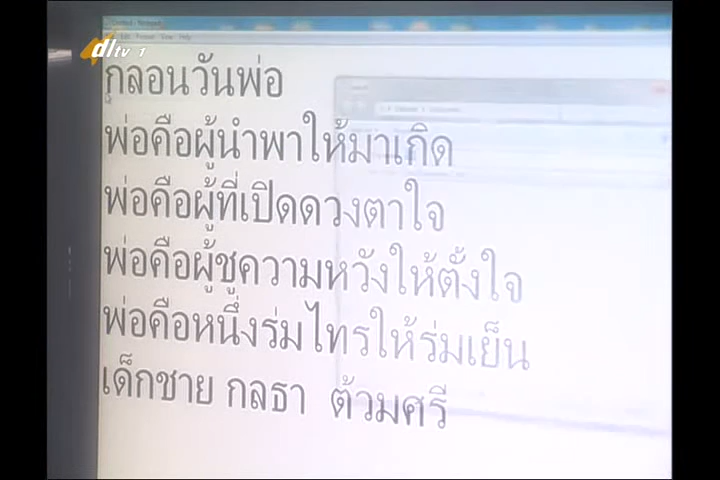 dltv 1
กลอนวันพ่อ
พ่อคือผู้นำพาให้มาเกิด
พ่อคือผู้ที่เปิดดวงตาใจ
พ่อคือผู้ชูความหวังให้ตั้งใจ
พ่อคือหนึ่งร่มไทรให้ร่มเย็น
เด็กชาย กลธา ต้วมศรี